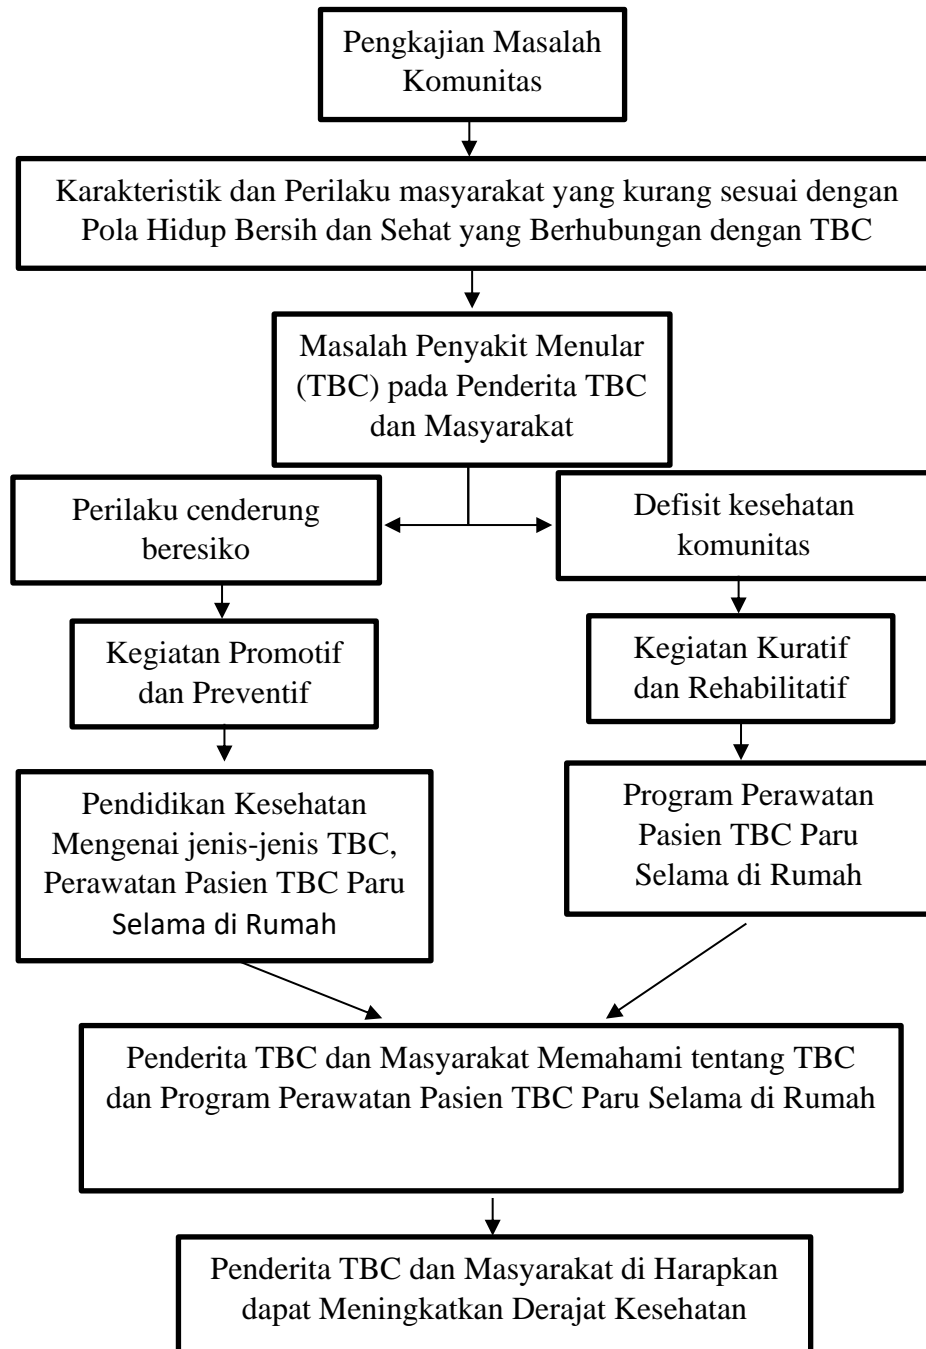 Pengkajian Masalah
Komunitas
Karakteristik dan Perilaku masyarakat yang kurang sesuai dengan
Pola Hidup Bersih dan Sehat yang Berhubungan dengan TBC
Masalah Penyakit Menular
(TBC) pada Penderita TBC
dan Masyarakat
Perilaku cenderung
beresiko
Defisit kesehatan
komunitas
Kegiatan Promotif
dan Preventif
Kegiatan Kuratif
dan Rehabilitatif
Pendidikan Kesehatan
Mengenai jenis-jenis TBC,
Perawatan Pasien TBC Paru
Selama di Rumah
Program Perawatan
Pasien TBC Paru
Selama di Rumah
Penderita TBC dan Masyarakat Memahami tentang TBC
dan Program Perawatan Pasien TBC Paru Selama di Rumah
Penderita TBC dan Masyarakat di Harapkan
dapat Meningkatkan Derajat Kesehatan